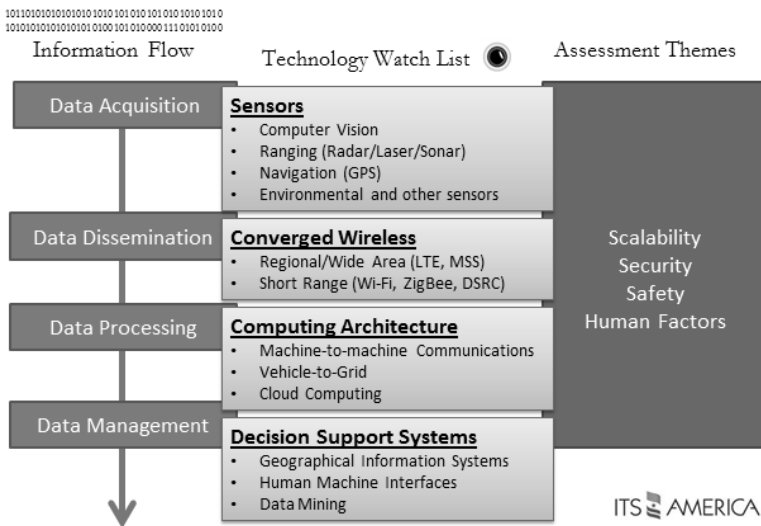 1011010101010101010101010101010101010101010
1010101010101010101010010101000011101010100
Information Flow
Technology Watch List
Assessment Themes
Data Acquisition
Sensors
• Computer Vision
• Ranging (Radar/Laser/Sonar)
• Navigation (GPS)
• Environmental and other sensors
Data Dissemination
Converged Wireless
• Regional/Wide Area (LTE, MSS)
• Short Range (Wi-Fi, ZigBee, DSRC)
Data Processing
Computing Architecture
• Machine-to-machine Communications
• Vehicle-to-Grid
• Cloud Computing
Data Management
Decision Support Systems
• Geographical Information Systems
• Human Machine Interfaces
• Data Mining
Scalability
Security
Safety
Human Factors
ITS AMERICA